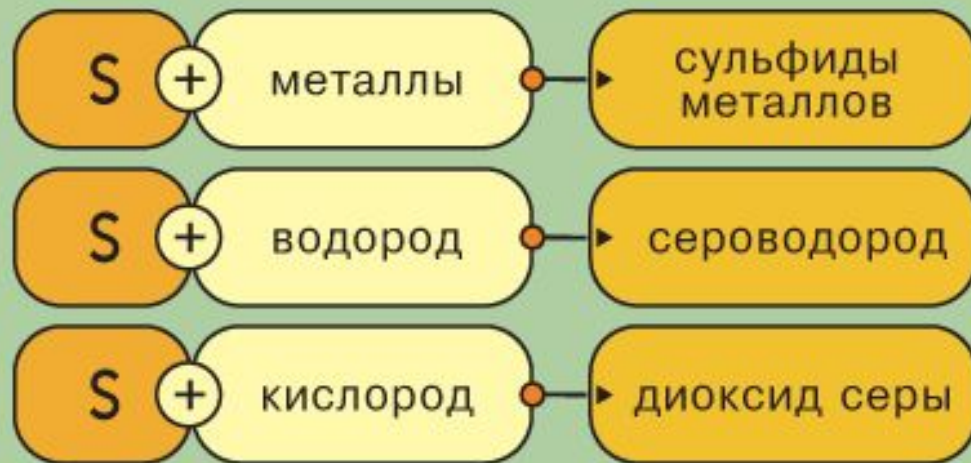 S + металлы
сульфиды
металлов
S + водород
сероводород
S + кислород
диоксид серы